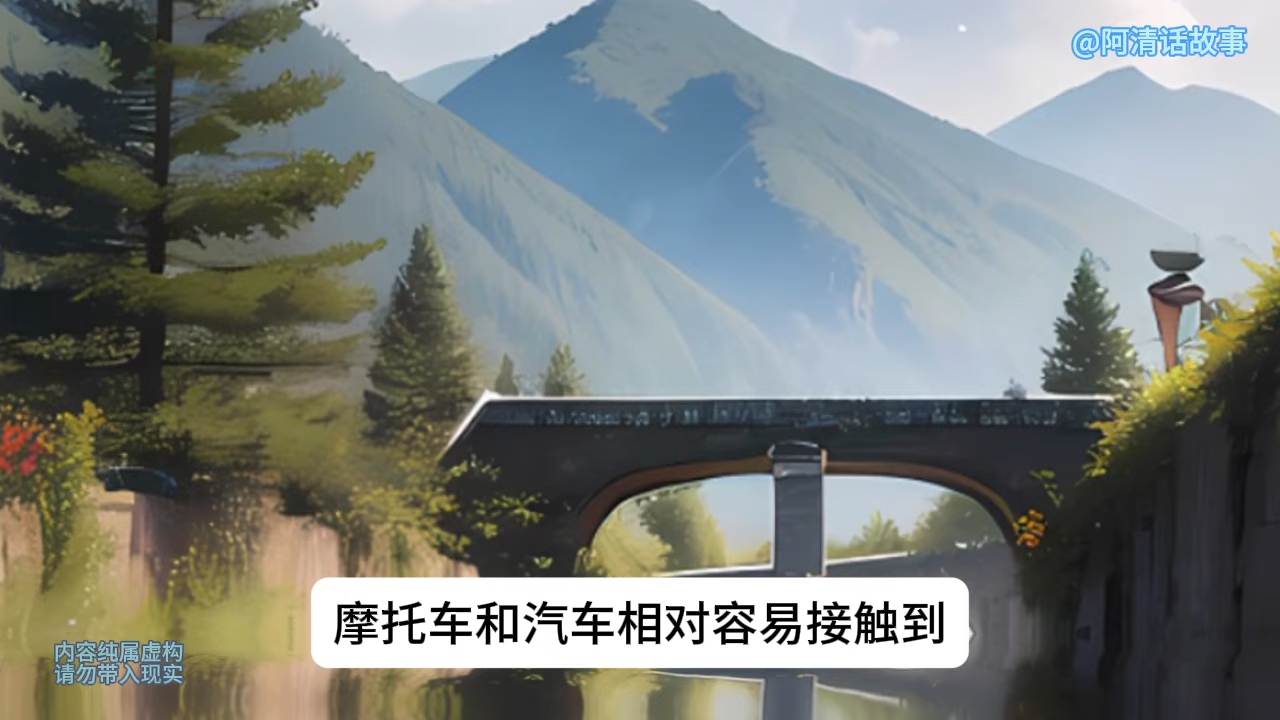 @阿清话故事
摩托车和汽车相对容易接触到
内容纯属虚构
请勿带入现实